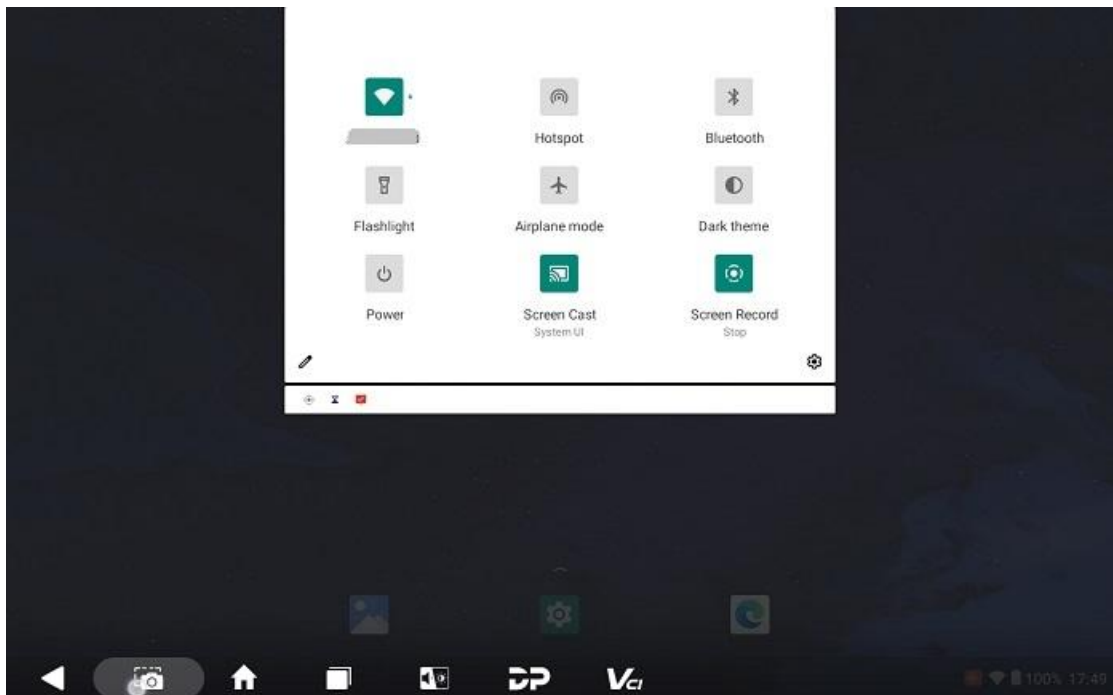 Hotspot
Bluetooth
Flashlight
Airplane mode
Dark theme
Power
Screen Cast
System UI
Screen Record
Stop
DP
VCI
100% 17:49